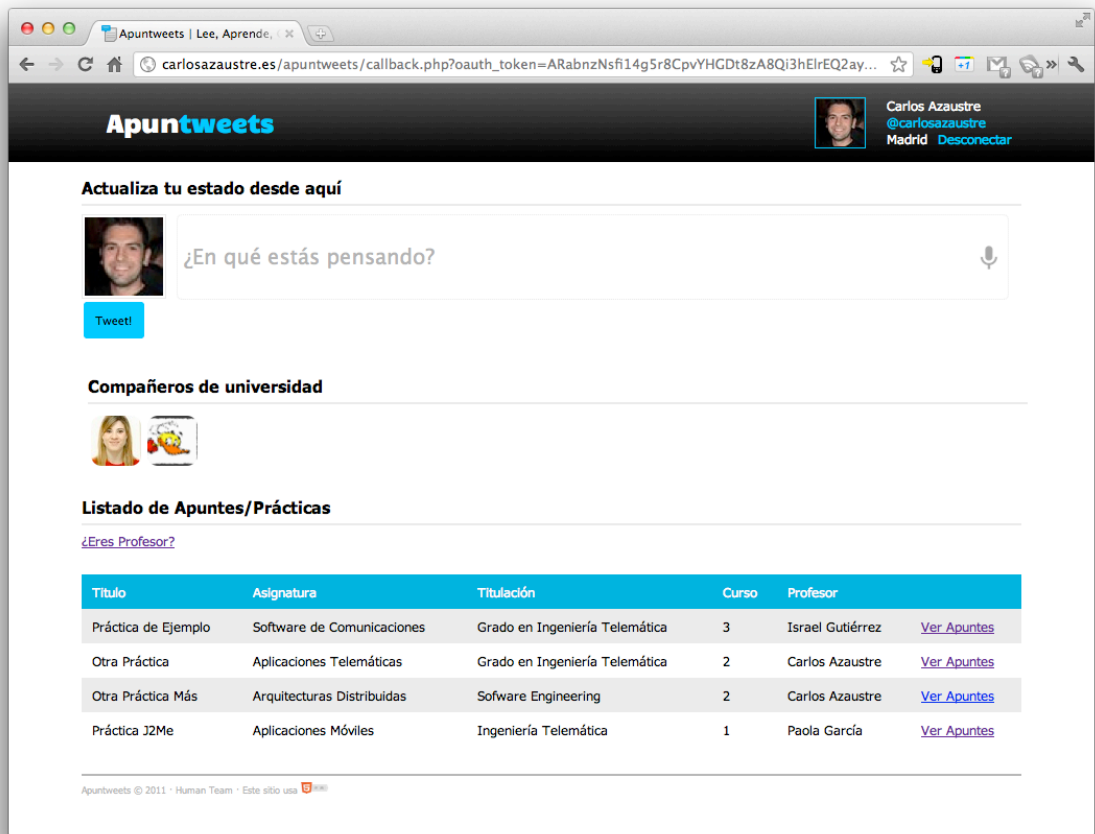 Apuntweets | Lee, Aprende,
carlosazaustre.es/apuntweets/callback.php?oauth_token=ARabnzNsfi14g5r8CpvYHGDt8zA8Qi3hElrEQ2ay...
+1
Apuntweets
Carlos Azaustre
@carlosazaustre
Madrid Desconectar
Actualiza tu estado desde aquí
¿En qué estás pensando?
Tweet!
Compañeros de universidad
Listado de Apuntes/Prácticas
¿Eres Profesor?
Título Asignatura Titulación Curso Profesor
Práctica de Ejemplo Software de Comunicaciones Grado en Ingeniería Telemática 3 Israel Gutiérrez Ver Apuntes
Otra Práctica Aplicaciones Telemáticas Grado en Ingeniería Telemática 2 Carlos Azaustre Ver Apuntes
Otra Práctica Más Arquitecturas Distribuidas Sofware Engineering 2 Carlos Azaustre Ver Apuntes
Práctica J2Me Aplicaciones Móviles Ingeniería Telemática 1 Paola García Ver Apuntes
Apuntweets © 2011 · Human Team · Este sitio usa